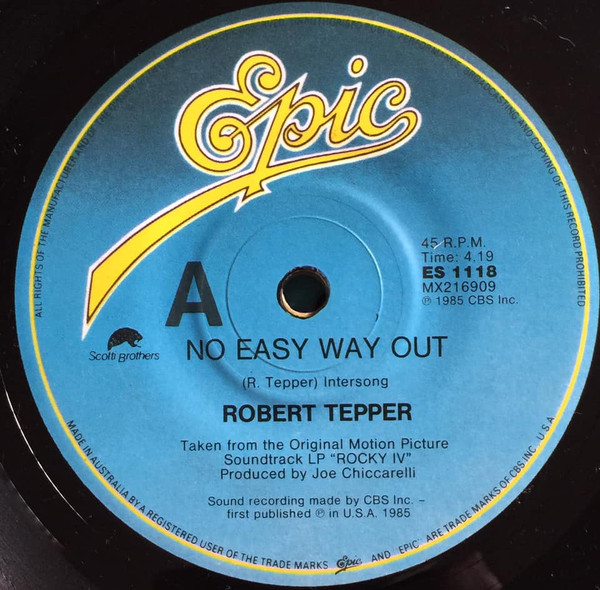 Epic
45 R.P.M.
Time: 4.19
ES 1118
MX216909
℗ 1985 CBS Inc.
A
Scotti Brothers
NO EASY WAY OUT
(R. Tepper) Intersong
ROBERT TEPPER
Taken from the Original Motion Picture
Soundtrack LP "ROCKY IV"
Produced by Joe Chiccarelli
Sound recording made by CBS Inc. –
first published ℗ in U.S.A. 1985
ALL RIGHTS OF THE MANUFACTURER AND
CASTING AND COPYING OF THIS RECORD PROHIBITED
MADE IN AUSTRALIA BY A REGISTERED USER OF THE TRADE MARKS Epic AND EPIC ARE TRADE MARKS OF CBS INC. U.S.A